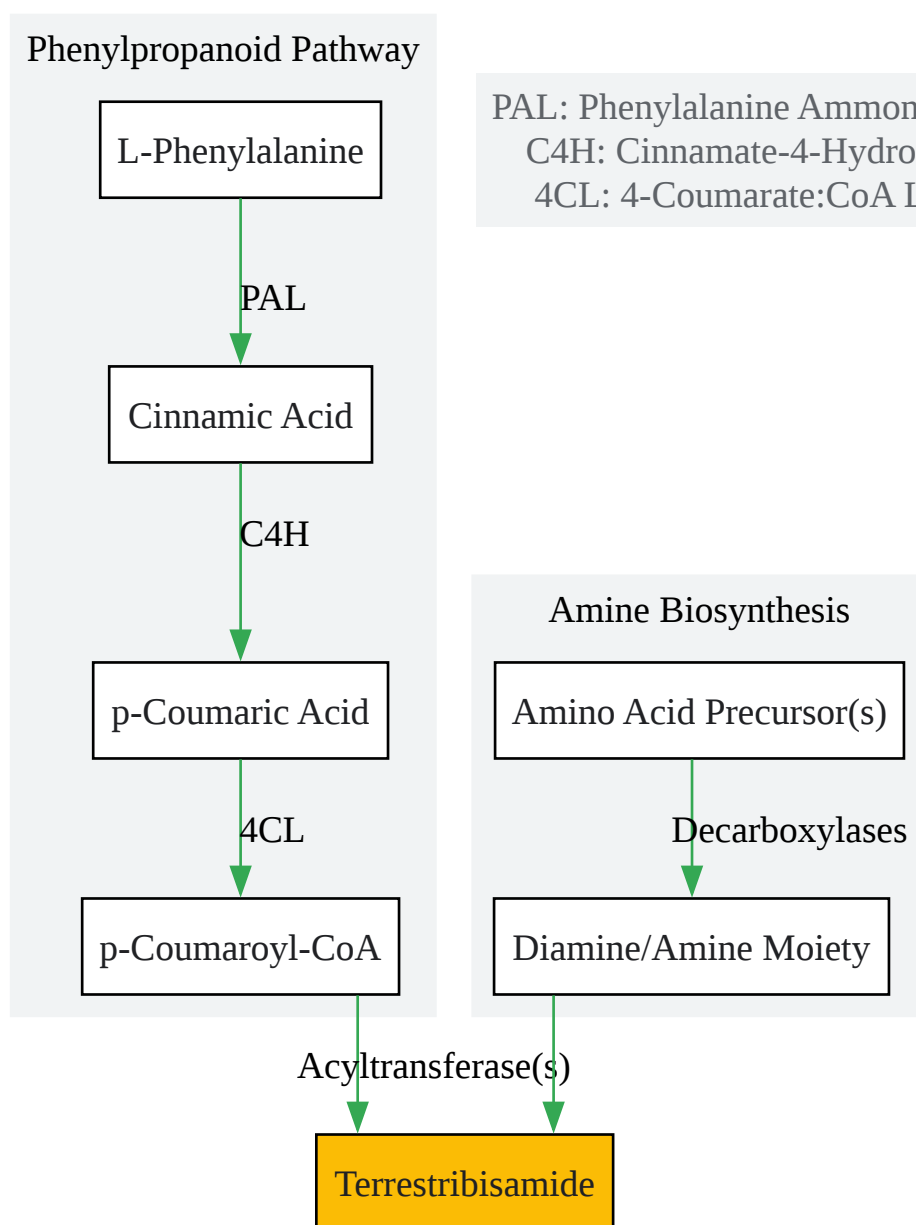 Phenylpropanoid Pathway
L-Phenylalanine
PAL
Cinnamic Acid
C4H
p-Coumaric Acid
4CL
p-Coumaroyl-CoA
PAL: Phenylalanine Ammon
C4H: Cinnamate-4-Hydro
4CL: 4-Coumarate:CoA L
Amine Biosynthesis
Amino Acid Precursor(s)
Decarboxylases
Diamine/Amine Moiety
Acyltransferase(s)
Terrestribisamide